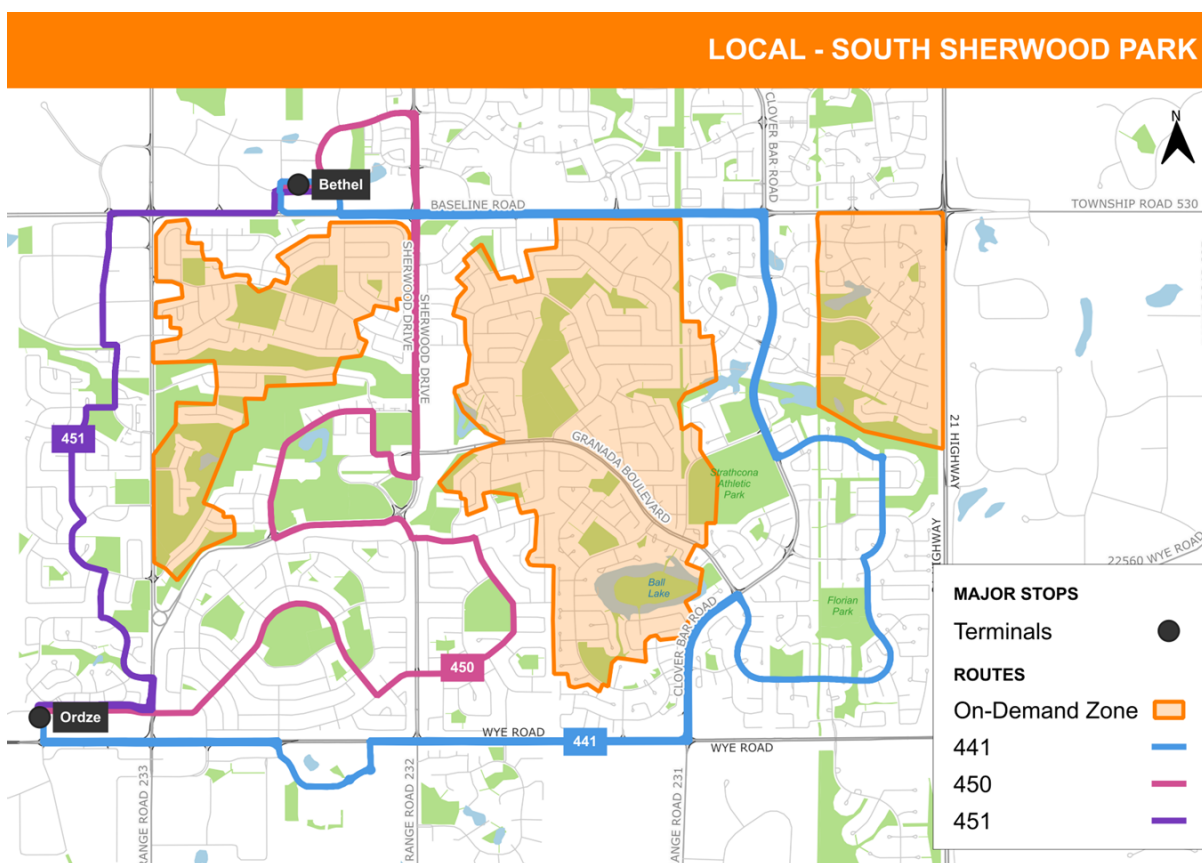 LOCAL - SOUTH SHERWOOD PARK
CLOVER BAR ROAD
N
Bethel
BASELINE ROAD
TOWNSHIP ROAD 530
SHERWOOD DRIVE
SHERWOOD DRIVE
451
21 HIGHWAY
GRANADA BOULEVARD
Strathcona
Athletic
Park
HIGHWAY
22560 WYE ROAD
Ball
Lake
Florian
Park
CLOVER BAR ROAD
450
Ordze
WYE ROAD
441
WYE ROAD
RANGE ROAD 233
RANGE ROAD 232
RANGE ROAD 231
MAJOR STOPS
Terminals
ROUTES
On-Demand Zone
441
450
451